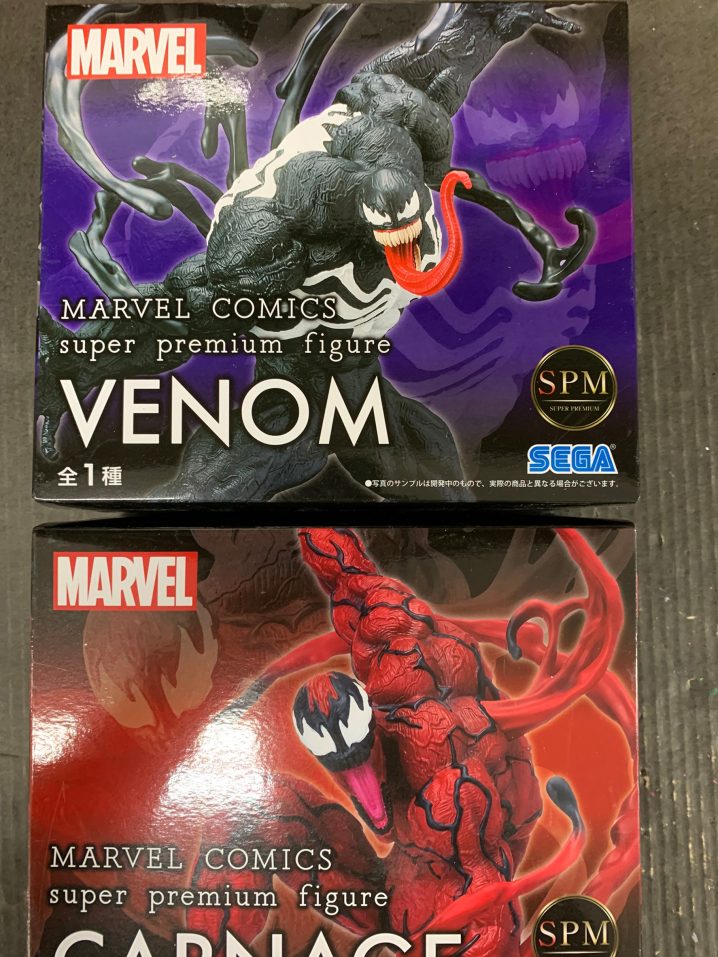 MARVEL
MARVEL COMICS
super premium figure
VENOM
全1種
SPM
SUPER PREMIUM
SEGA
●写真のサンプルは開発中のもので、実際の商品と異なる場合がございます。
MARVEL
MARVEL COMICS
super premium figure
CARNAGE
SPM